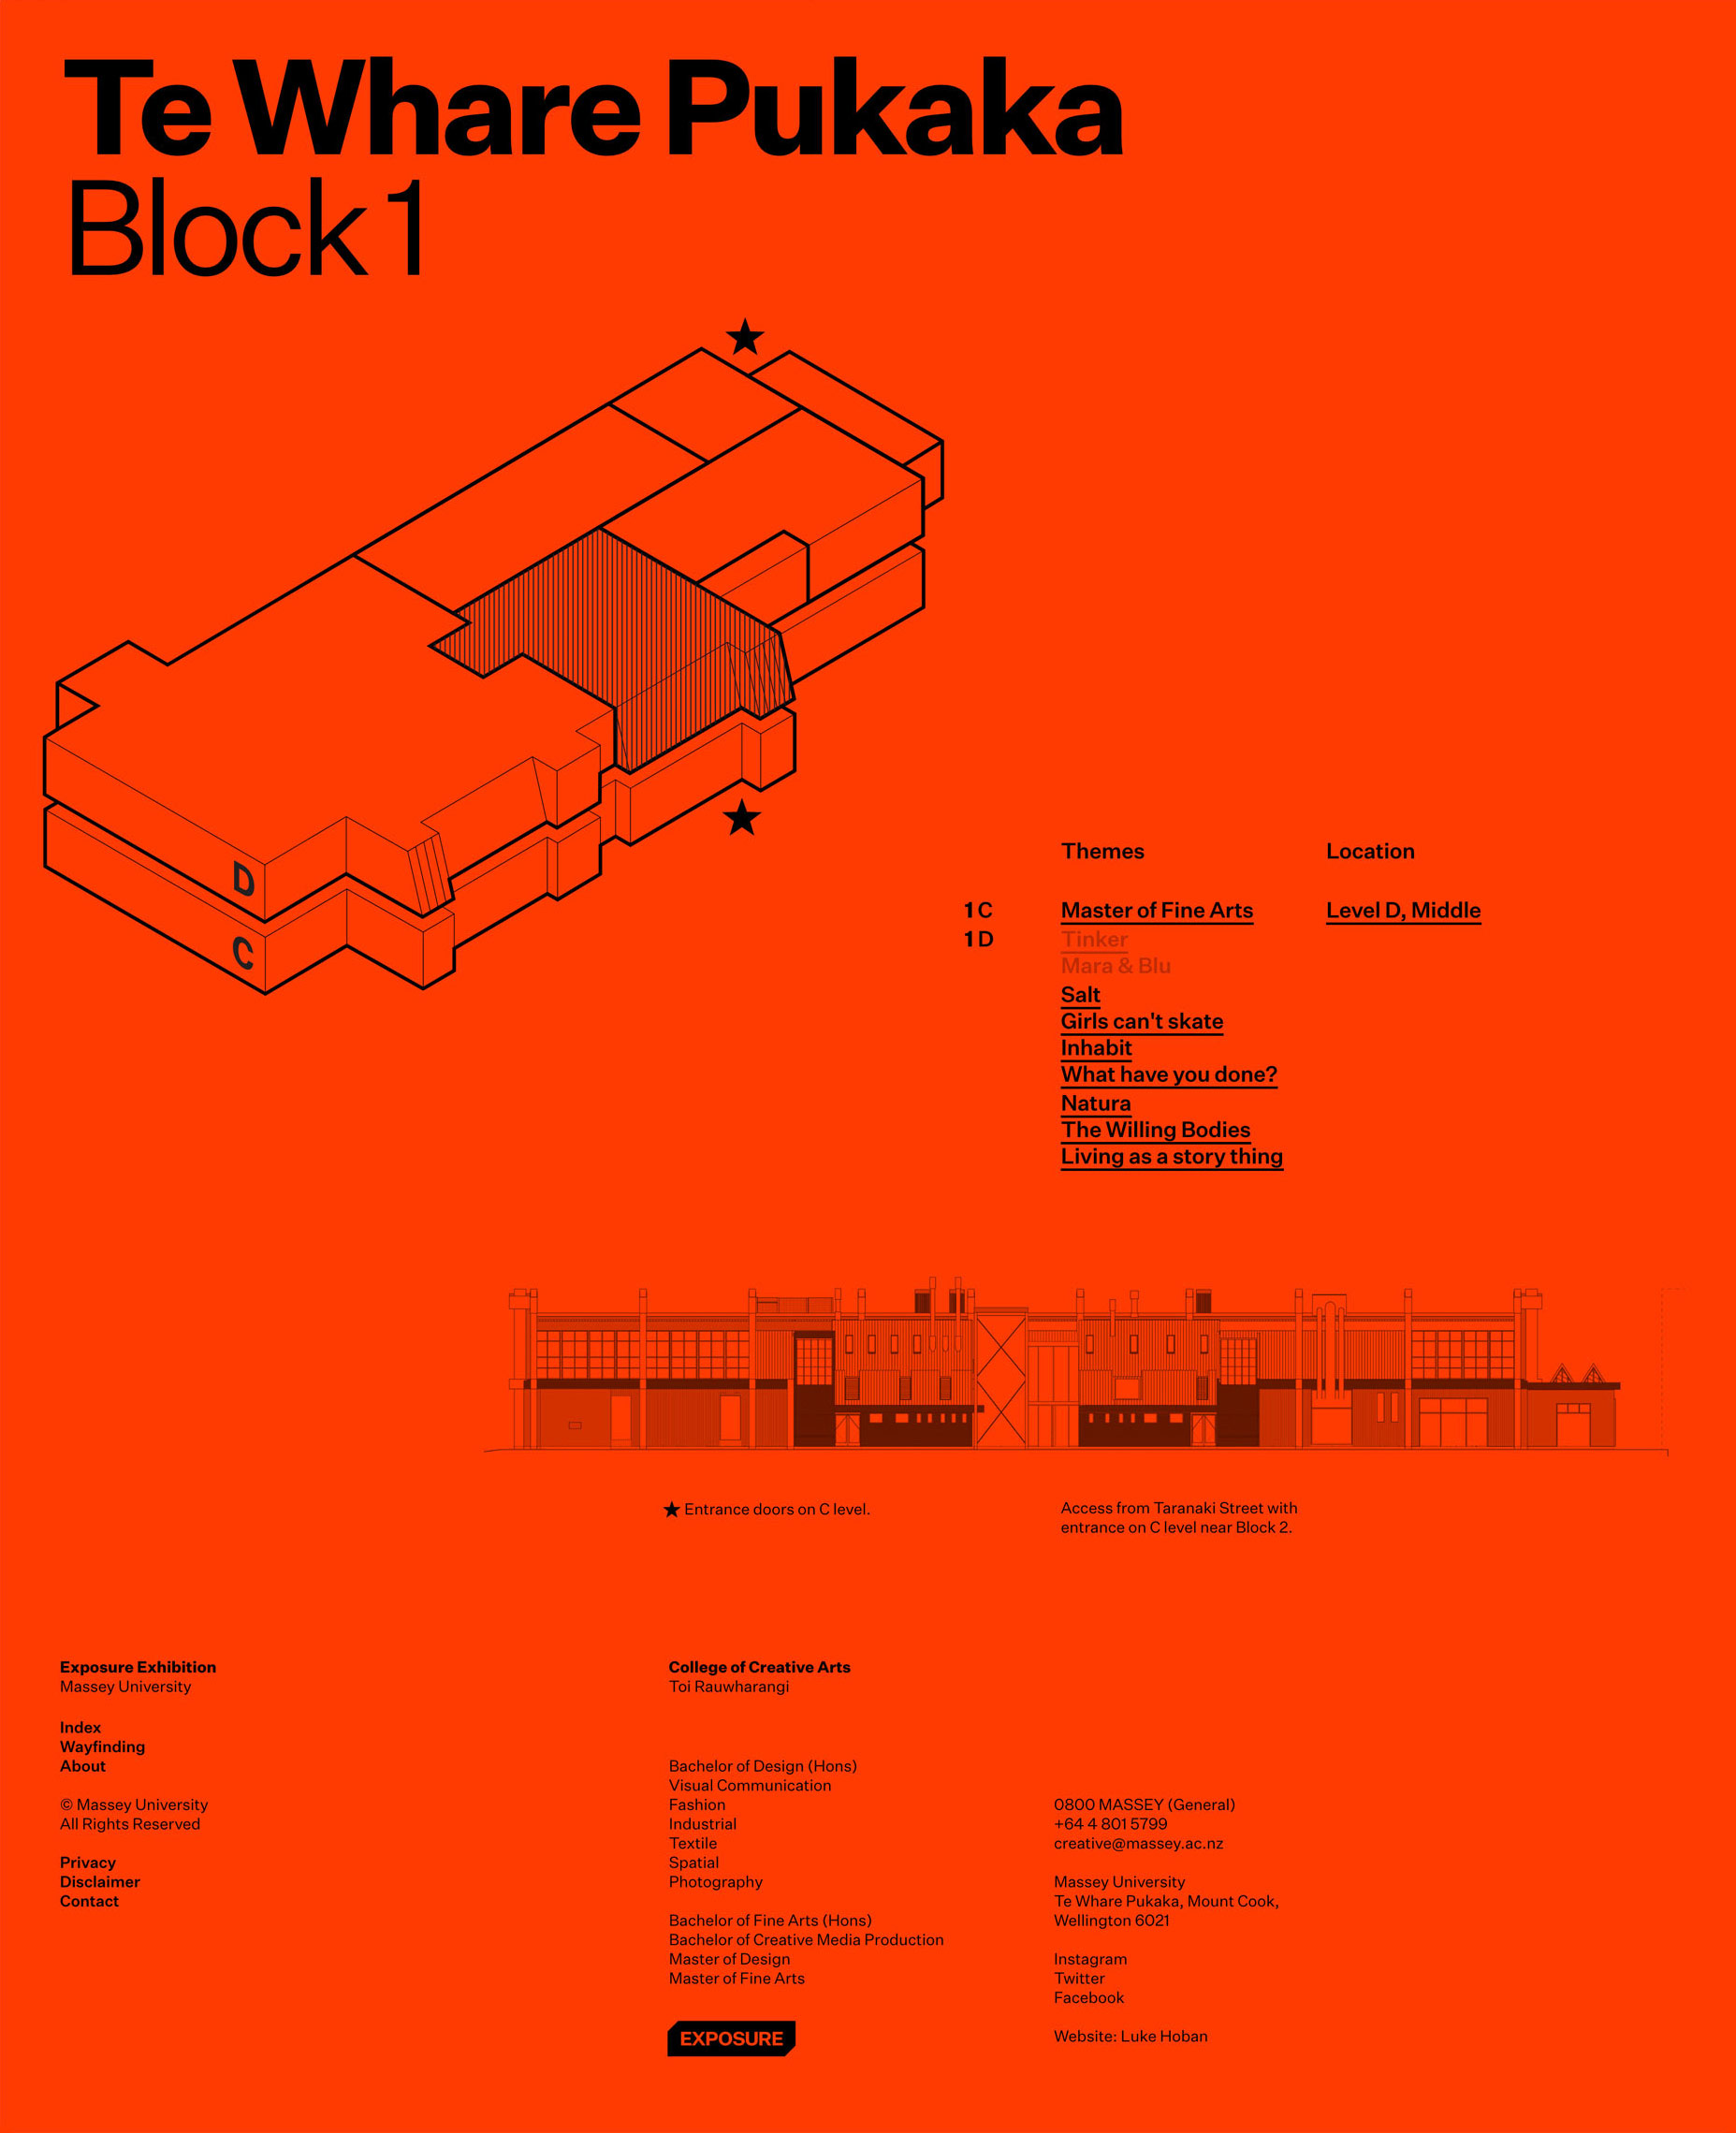 Te Whare Pukaka
Block 1
D
C
Themes
Location
1 C
Master of Fine Arts
Level D, Middle
1 D
Tinker
Mara & Blu
Salt
Girls can't skate
Inhabit
What have you done?
Natura
The Willing Bodies
Living as a story thing
★ Entrance doors on C level.
Access from Taranaki Street with
entrance on C level near Block 2.
Exposure Exhibition
Massey University
Index
Wayfinding
About
© Massey University
All Rights Reserved
Privacy
Disclaimer
Contact
College of Creative Arts
Toi Rauwharangi
Bachelor of Design (Hons)
Visual Communication
Fashion
Industrial
Textile
Spatial
Photography
Bachelor of Fine Arts (Hons)
Bachelor of Creative Media Production
Master of Design
Master of Fine Arts
EXPOSURE
0800 MASSEY (General)
+64 4 801 5799
creative@massey.ac.nz
Massey University
Te Whare Pukaka, Mount Cook,
Wellington 6021
Instagram
Twitter
Facebook
Website: Luke Hoban